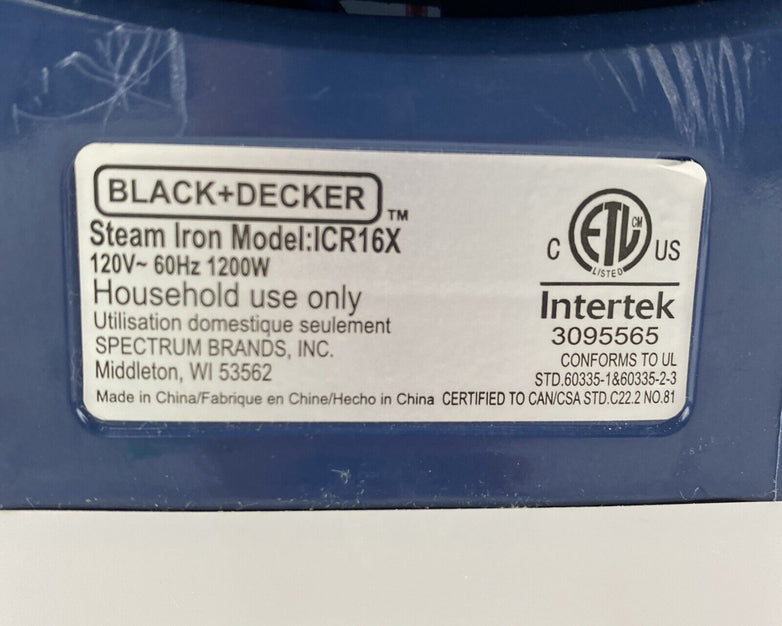 BLACK+DECKER TM
Steam Iron Model:ICR16X
120V~ 60Hz 1200W
Household use only
Utilisation domestique seulement
SPECTRUM BRANDS, INC.
Middleton, WI 53562
Made in China/Fabrique en Chine/Hecho in China
C ETL CM US
LISTED
Intertek
3095565
CONFORMS TO UL
STD.60335-1&60335-2-3
CERTIFIED TO CAN/CSA STD.C22.2 NO.81